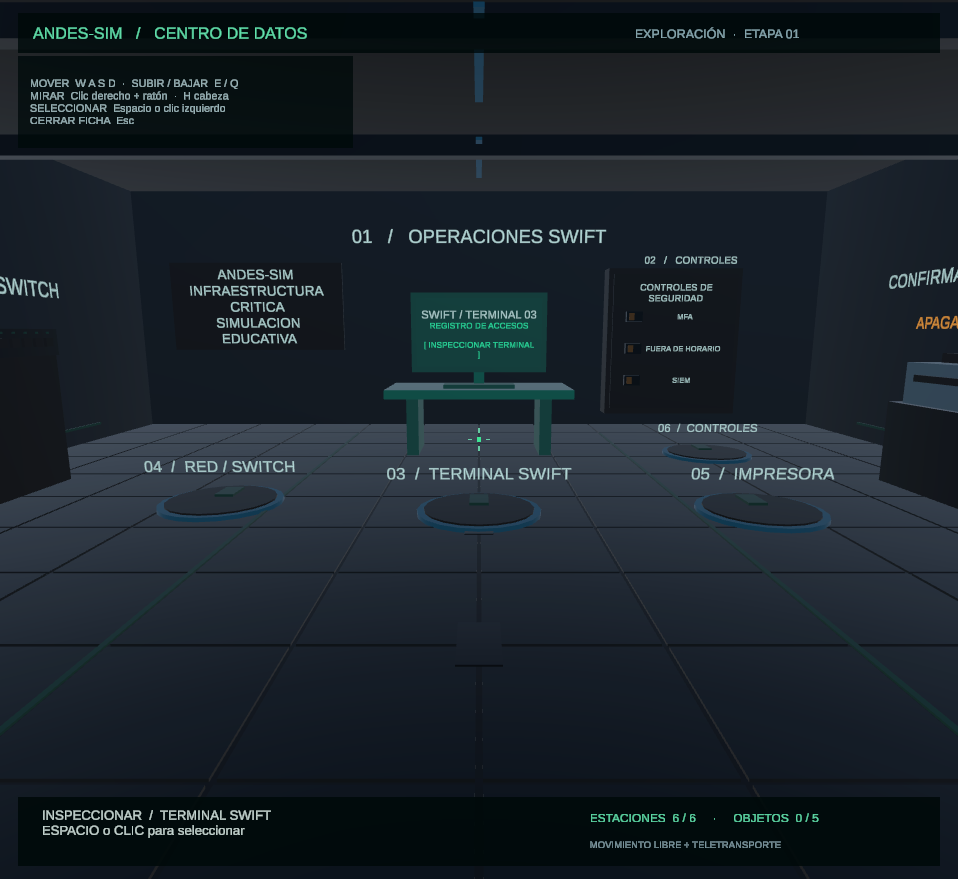 ANDES-SIM / CENTRO DE DATOS
EXPLORACIÓN · ETAPA 01
MOVER W A S D · SUBIR / BAJAR E / Q
MIRAR Clic derecho + ratón · H cabeza
SELECCIONAR Espacio o clic izquierdo
CERRAR FICHA Esc
01 / OPERACIONES SWIFT
02 / CONTROLES
SWITCH
ANDES-SIM
INFRAESTRUCTURA
CRITICA
SIMULACION
EDUCATIVA
SWIFT / TERMINAL 03
REGISTRO DE ACCESOS
[ INSPECCIONAR TERMINAL
]
CONTROLES DE
SEGURIDAD
MFA
FUERA DE HORARIO
SIEM
CONFIRMA
APAGA
06 / CONTROLES
04 / RED / SWITCH
03 / TERMINAL SWIFT
05 / IMPRESORA
INSPECCIONAR / TERMINAL SWIFT
ESPACIO o CLIC para seleccionar
ESTACIONES 6 / 6 · OBJETOS 0 / 5
MOVIMIENTO LIBRE + TELETRANSPORTE